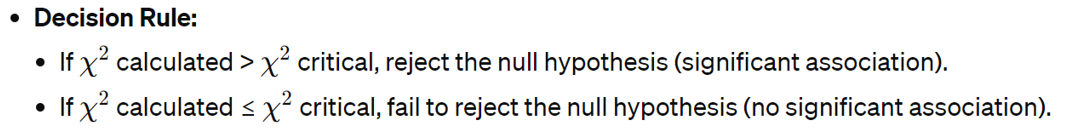 • Decision Rule:
• If χ² calculated > χ² critical, reject the null hypothesis (significant association).
• If χ² calculated ≤ χ² critical, fail to reject the null hypothesis (no significant association).